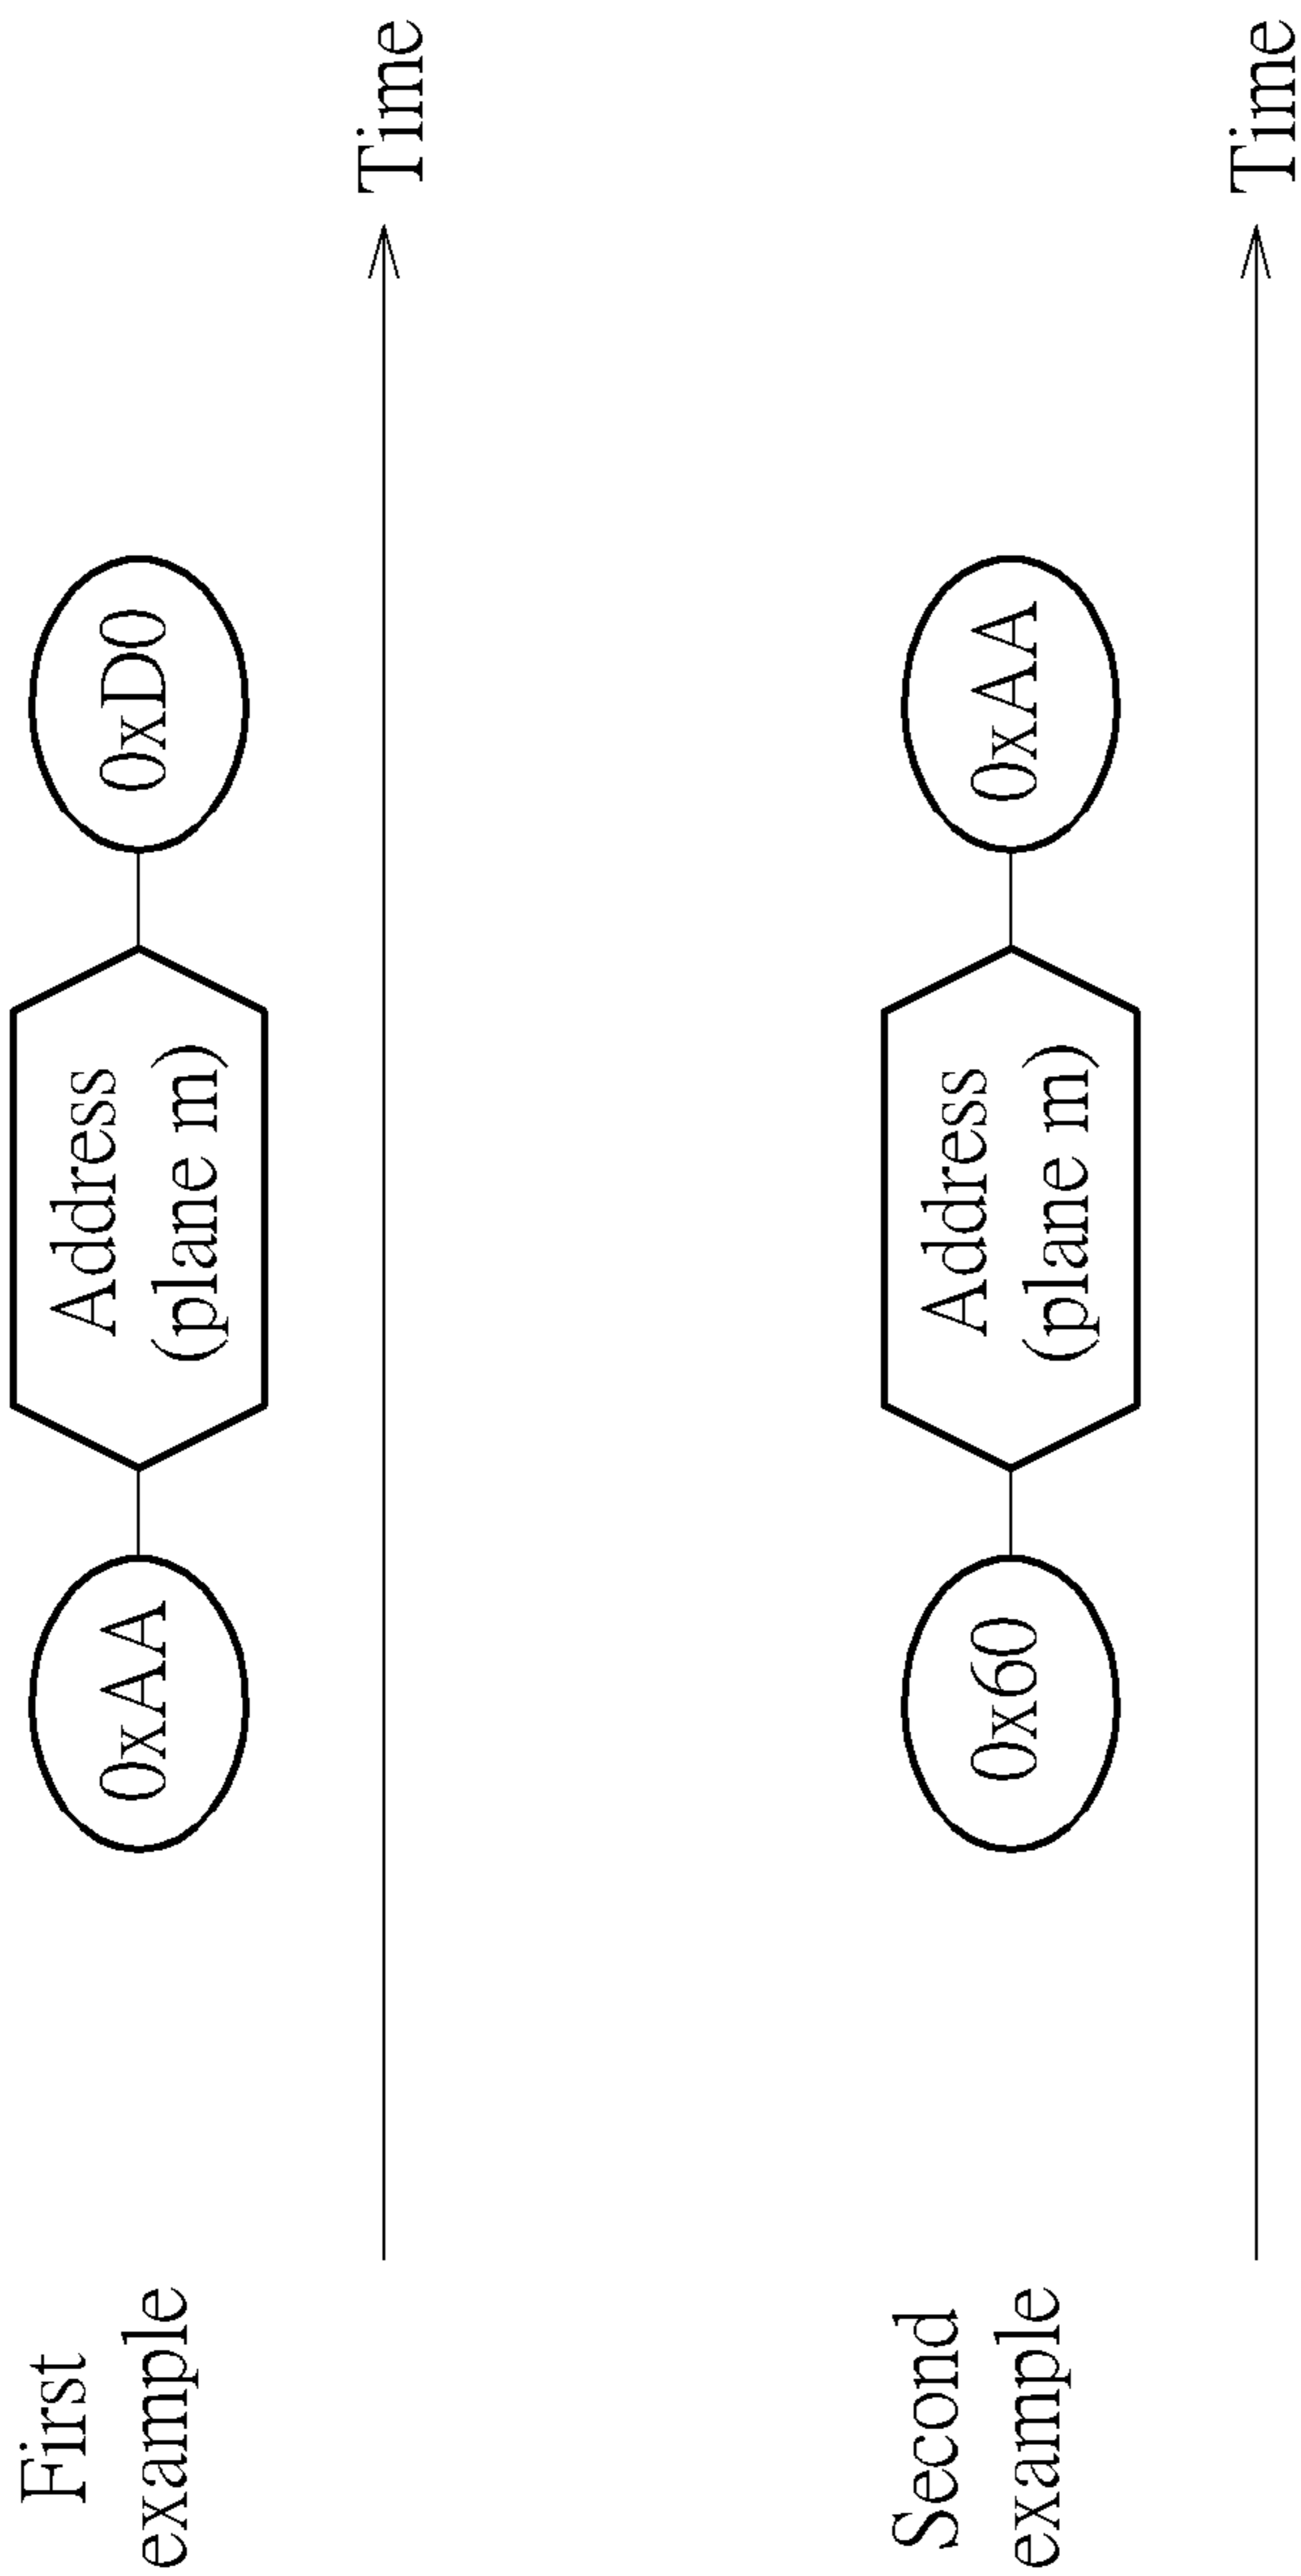 First
example
0xAA
Address
(plane m)
0xD0
Time
Second
example
0x60
Address
(plane m)
0xAA
Time